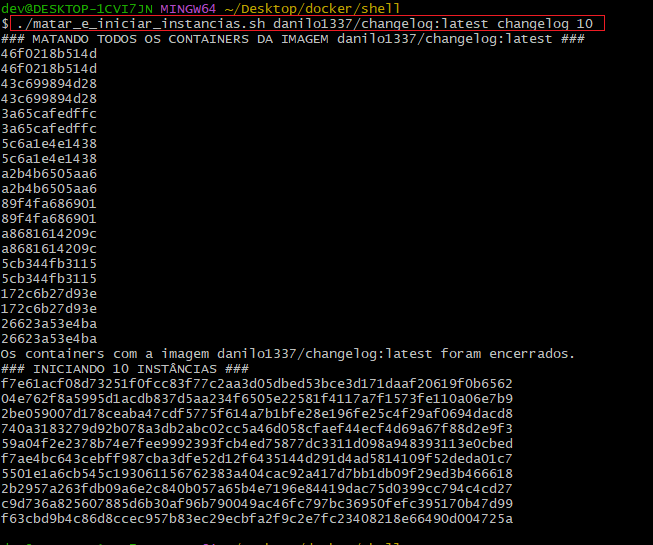 dev@DESKTOP-1CVI7JN MINGW64 ~/Desktop/docker/shell
$ ./matar_e_iniciar_instancias.sh danilo1337/changelog:latest changelog 10
### MATANDO TODOS OS CONTAINERS DA IMAGEM danilo1337/changelog:latest ###
46f0218b514d
46f0218b514d
43c699894d28
43c699894d28
3a65cafedffc
3a65cafedffc
5c6a1e4e1438
5c6a1e4e1438
a2b4b6505aa6
a2b4b6505aa6
89f4fa686901
89f4fa686901
a8681614209c
a8681614209c
5cb344fb3115
5cb344fb3115
172c6b27d93e
172c6b27d93e
26623a53e4ba
26623a53e4ba
Os containers com a imagem danilo1337/changelog:latest foram encerrados.
### INICIANDO 10 INSTÂNCIAS ###
f7e61acf08d73251f0fcc83f77c2aa3d05dbed53bce3d171daaf20619f0b6562
04e762f8a5995d1acdb837d5aa234f6505e22581f4117a7f1573fe110a06e7b9
2be059007d178ceaba47cdf5775f614a7b1bfe28e196fe25c4f29af0694dacd8
740a3183279d92b078a3db2abc02cc5a46d058cfaef44ecf4d69a67f88d2e9f3
59a04f2e2378b74e7fee9992393fcb4ed75877dc3311d098a948393113e0cbed
f7ae4bc643cebff987cba3dfe52d12f6435144d291d4ad5814109f52deda01c7
5501e1a6cb545c193061156762383a404cac92a417d7bb1db09f29ed3b466618
2b2957a263fdb09a6e2c840b057a65b4e7196e84419dac75d0399cc794c4cd27
c9d736a825607885d6b30af96b790049ac46fc797bc36950fefc395170b47d99
f63cbd9b4c86d8ccec957b83ec29ecbfa2f9c2e7fc23408218e66490d004725a